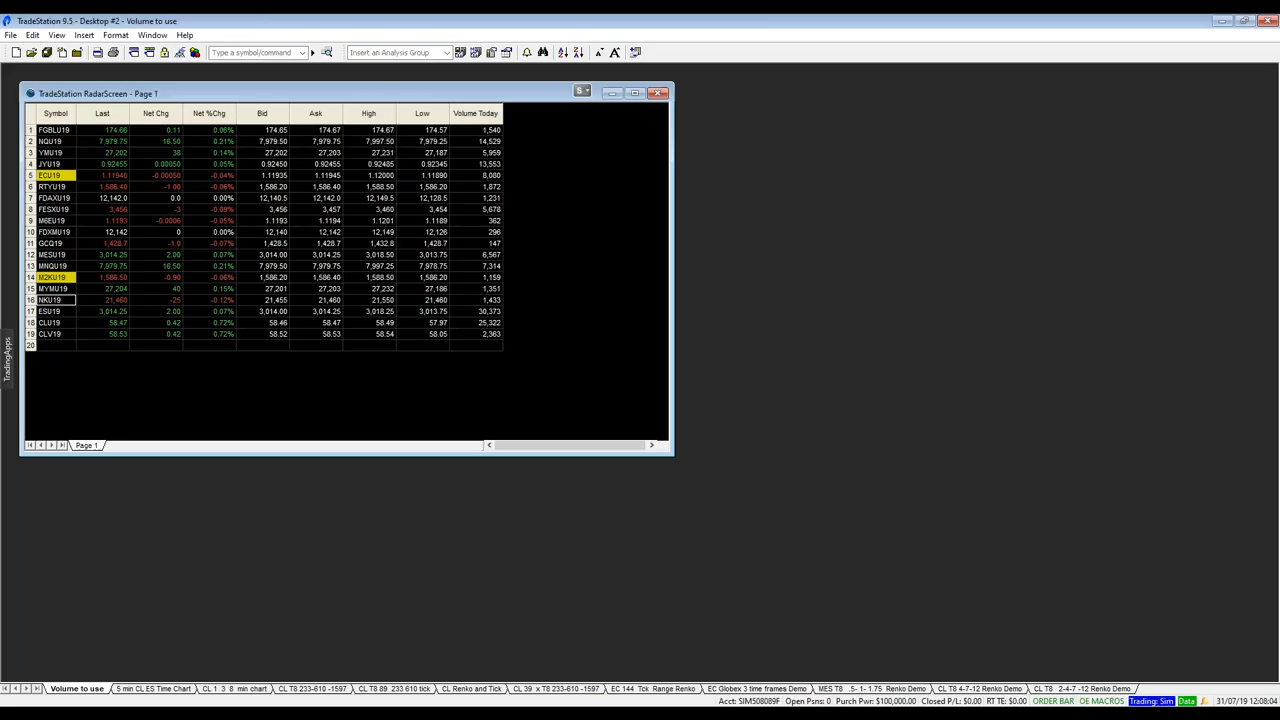 TradeStation 9.5 - Desktop #2 - Volume to use
File Edit View Insert Format Window Help
Type a symbol/command Insert an Analysis Group
TradeStation RadarScreen - Page 1
S
Symbol Last Net Chg Net %Chg Bid Ask High Low Volume Today
1 FGBLU19 174.66 0.11 0.06% 174.65 174.67 174.67 174.57 1,540
2 NQU19 7,979.75 16.50 0.21% 7,979.50 7,979.75 7,997.50 7,979.25 14,529
3 YMU19 27,202 38 0.14% 27,202 27,203 27,231 27,187 5,959
4 JYU19 0.92455 0.00050 0.05% 0.92450 0.92455 0.92485 0.92345 13,553
5 ECU19 1.11940 -0.00050 -0.04% 1.11935 1.11945 1.12000 1.11890 8,080
6 RTYU19 1,586.40 -1.00 -0.06% 1,586.20 1,586.40 1,588.50 1,586.20 1,872
7 FDAXU19 12,142.0 0.0 0.00% 12,140.5 12,142.0 12,149.5 12,128.5 1,231
8 FESXU19 3,456 -3 -0.09% 3,456 3,457 3,460 3,454 5,678
9 M6EU19 1.1193 -0.0006 -0.05% 1.1193 1.1194 1.1201 1.1189 362
10 FDXMU19 12,142 0 0.00% 12,140 12,142 12,149 12,126 296
11 GCQ19 1,428.7 -1.0 -0.07% 1,428.5 1,428.7 1,432.8 1,428.7 147
12 MESU19 3,014.25 2.00 0.07% 3,014.00 3,014.25 3,018.50 3,013.75 6,567
13 MNQU19 7,979.75 16.50 0.21% 7,979.50 7,979.75 7,997.25 7,978.75 7,314
14 M2KU19 1,586.50 -0.90 -0.06% 1,586.20 1,586.50 1,588.50 1,586.20 1,159
15 MYMU19 27,204 40 0.15% 27,201 27,203 27,232 27,186 1,351
16 NKU19 21,460 -25 -0.12% 21,455 21,460 21,550 21,460 1,433
17 ESU19 3,014.25 2.00 0.07% 3,014.00 3,014.25 3,018.25 3,013.75 30,373
18 CLU19 58.47 0.42 0.72% 58.46 58.47 58.49 57.97 25,322
19 CLV19 58.53 0.42 0.72% 58.52 58.53 58.54 58.05 2,363
20
TradingApps
Page 1
Volume to use 5 min CL ES Time Chart CL 1 3 8 min chart CL T8 233-610 -1597 CL T8 89 233 610 tick CL Renko and Tick CL 39 x T8 233-610 -1597 EC 144 Tck Range Renko EC Globex 3 time frames Demo MES T8 .5- 1- 1.75 Renko Demo CL T8 4-7-12 Renko Demo CL T8 2-4-7 -12 Renko Demo
Acct: SIM508089F Open Psns: 0 Purch Pwr: $100,000.00 Closed P/L: $0.00 RT TE: $0.00 ORDER BAR OE MACROS Trading: Sim Data 31/07/19 12:08:04